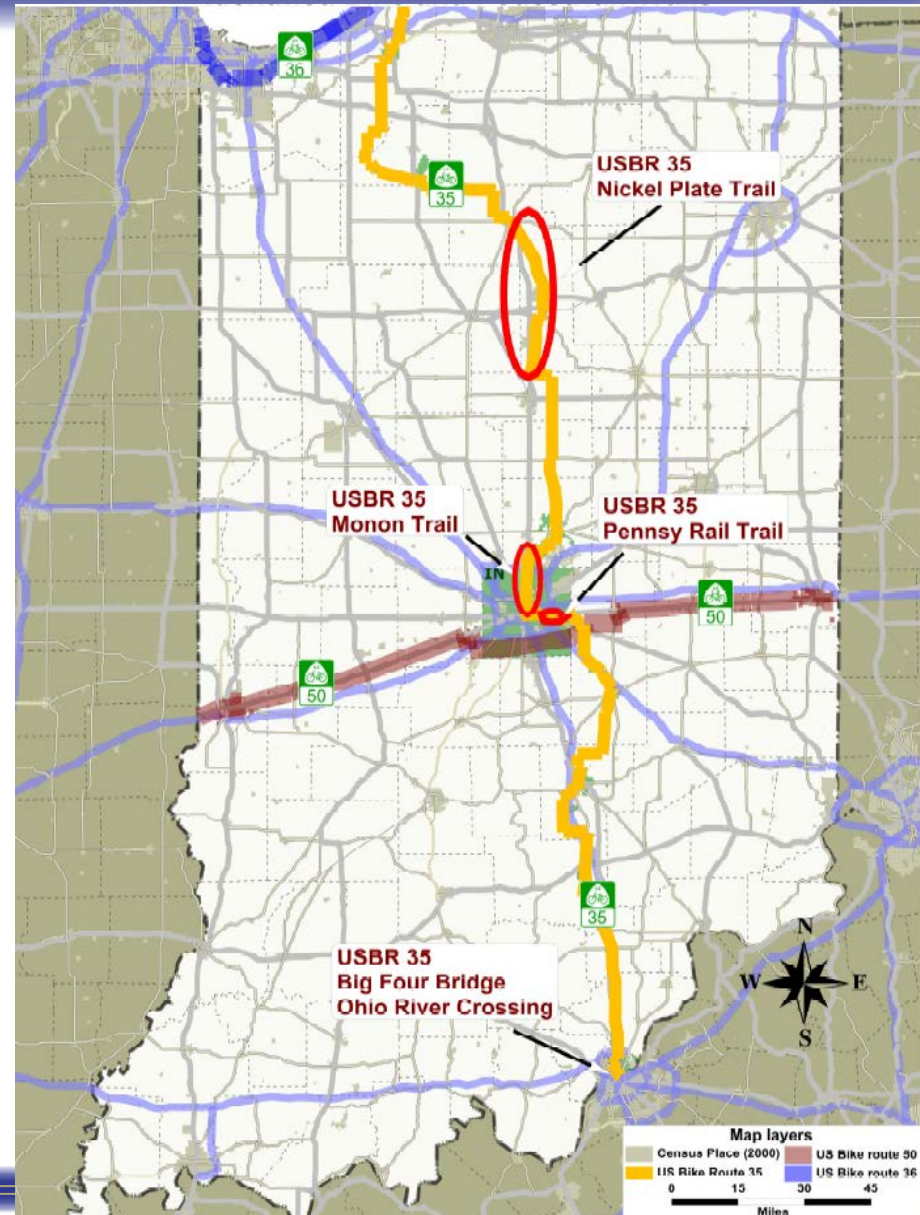 36
USBR 35
Nickel Plate Trail
35
USBR 35
Monon Trail
USBR 35
Pennsy Rail Trail
IN
50
50
35
USBR 35
Big Four Bridge
Ohio River Crossing
N
W
E
S
Map layers
Census Place (2000)
US Bike route 50
US Bike Route 35
US Bike route 36
0 15 30 45
Miles